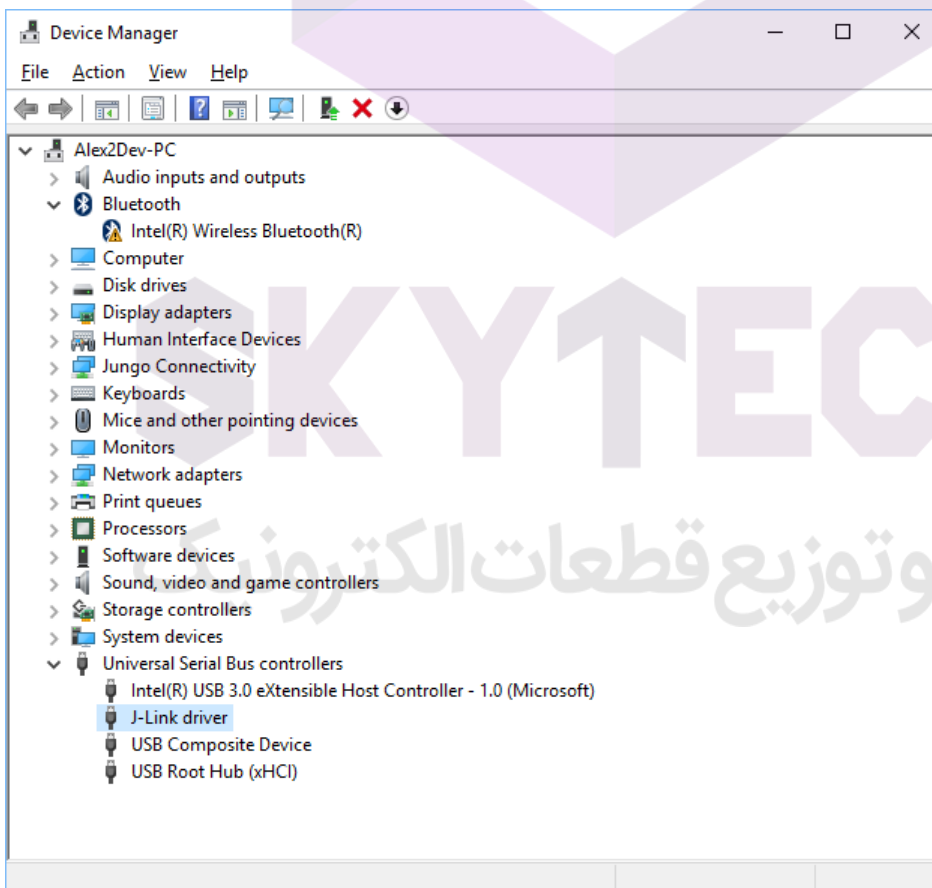 Device Manager
File Action View Help
Alex2Dev-PC
Audio inputs and outputs
Bluetooth
Intel(R) Wireless Bluetooth(R)
Computer
Disk drives
Display adapters
Human Interface Devices
Jungo Connectivity
Keyboards
Mice and other pointing devices
Monitors
Network adapters
Print queues
Processors
Software devices
Sound, video and game controllers
Storage controllers
System devices
Universal Serial Bus controllers
Intel(R) USB 3.0 eXtensible Host Controller - 1.0 (Microsoft)
J-Link driver
USB Composite Device
USB Root Hub (xHCI)
SKYTEC
وتوزیع قطعات الکترونیک